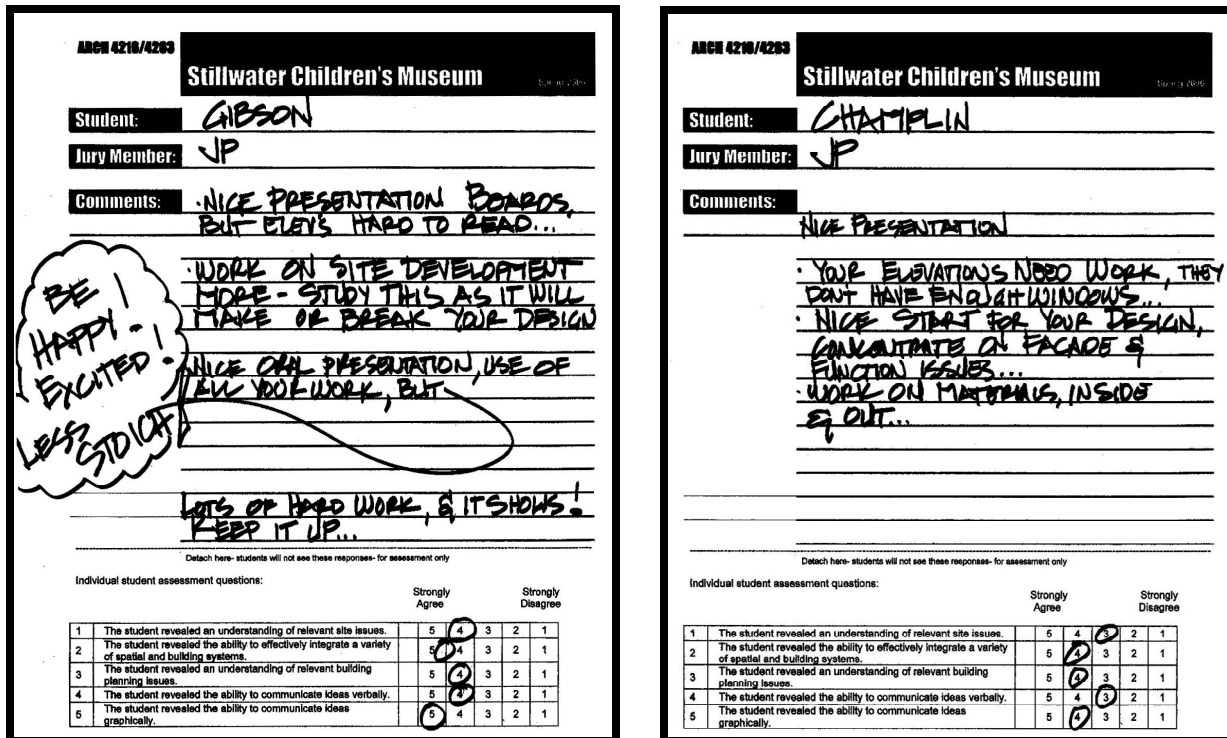 ARCH 4216/4263
Stillwater Children's Museum
Student: GIBSON
Jury Member: JP
Comments: · NICE PRESENTATION BOARDS,
BUT ELEV'S HARD TO READ...
· WORK ON SITE DEVELOPMENT
MORE - STUDY THIS AS IT WILL
MAKE OR BREAK YOUR DESIGN
· NICE ORAL PRESENTATION, USE OF
ALL YOUR WORK, BUT
BE
HAPPY -
EXCITED!
LESS
STOICH
LOTS OF HARD WORK, & IT SHOWS!
KEEP IT UP...
Detach here- students will not see these responses- for assessment only
Individual student assessment questions:
Strongly Strongly
Agree Disagree
1 The student revealed an understanding of relevant site issues. 5 4 3 2 1
2 The student revealed the ability to effectively integrate a variety
of spatial and building systems. 5 4 3 2 1
3 The student revealed an understanding of relevant building
planning issues. 5 4 3 2 1
4 The student revealed the ability to communicate ideas verbally. 5 4 3 2 1
5 The student revealed the ability to communicate ideas
graphically. 5 4 3 2 1
ARCH 4216/4263
Stillwater Children's Museum Spring 2006
Student: CHAMPLIN
Jury Member: JP
Comments:
NICE PRESENTATION
· YOUR ELEVATIONS NEED WORK, THEY
DON'T HAVE ENOUGH WINDOWS...
· NICE START FOR YOUR DESIGN,
CONCENTRATE ON FACADE &
FUNCTION ISSUES...
· WORK ON MATERIALS, INSIDE
& OUT...
Detach here- students will not see these responses- for assessment only
Individual student assessment questions:
Strongly Strongly
Agree Disagree
1 The student revealed an understanding of relevant site issues. 5 4 3 2 1
2 The student revealed the ability to effectively integrate a variety
of spatial and building systems. 5 4 3 2 1
3 The student revealed an understanding of relevant building
planning issues. 5 4 3 2 1
4 The student revealed the ability to communicate ideas verbally. 5 4 3 2 1
5 The student revealed the ability to communicate ideas
graphically. 5 4 3 2 1